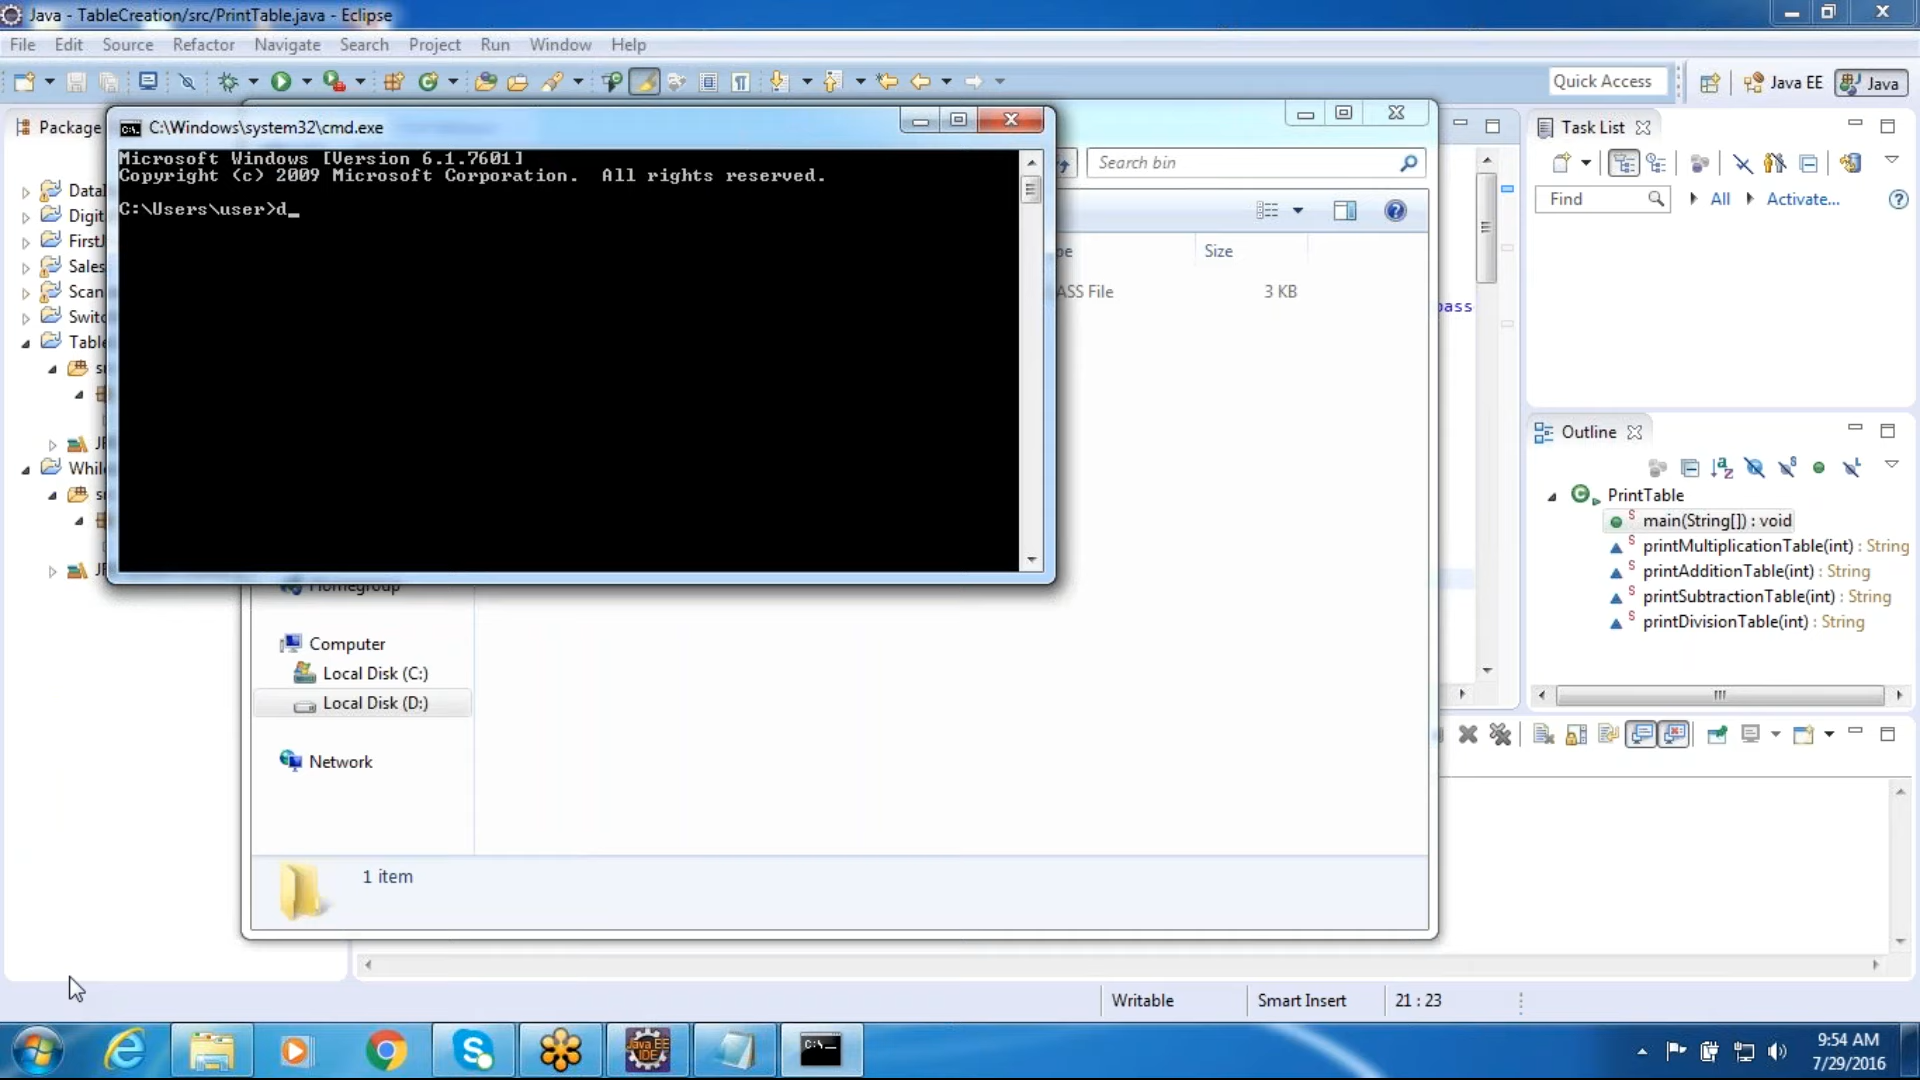 Java - TableCreation/src/PrintTable.java - Eclipse
File Edit Source Refactor Navigate Search Project Run Window Help
Quick Access
Java EE
Java
Package
C:\Windows\system32\cmd.exe
Microsoft Windows [Version 6.1.7601]
Copyright (c) 2009 Microsoft Corporation. All rights reserved.
C:\Users\user>d_
Search bin
Size
ASS File
3 KB
Task List
Find
All
Activate...
Outline
PrintTable
main(String[]) : void
printMultiplicationTable(int) : String
printAdditionTable(int) : String
printSubtractionTable(int) : String
printDivisionTable(int) : String
Homegroup
Computer
Local Disk (C:)
Local Disk (D:)
Network
1 item
Writable
Smart Insert
21 : 23
Java EE
IDE
C:\
9:54 AM
7/29/2016